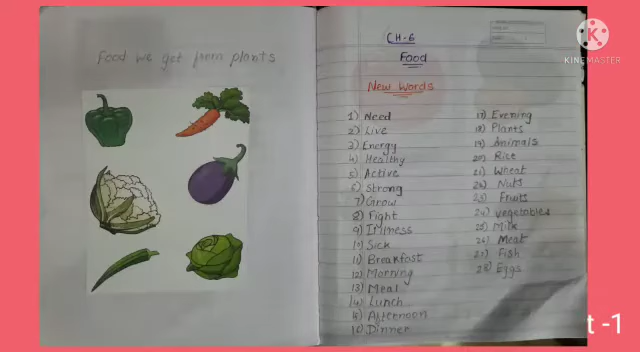 Food we get from plants
CH-6
Food
New Words
1) Need
2) Live
3) Energy
4) Healthy
5) Active
6) Strong
7) Grow
8) Fight
9) Illness
10) Sick
11) Breakfast
12) Morning
13) Meal
14) Lunch
15) Afternoon
16) Dinner
17) Evening
18) Plants
19) Animals
20) Rice
21) Wheat
22) Nuts
23) Fruits
24) vegetables
25) Milk
26) Meat
27) Fish
28) Eggs
KINEMASTER
t -1